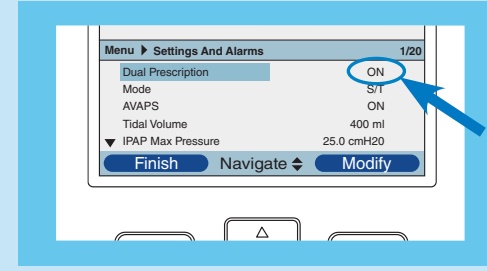 Menu ▶ Settings And Alarms 1/20
Dual Prescription ON
Mode S/T
AVAPS ON
Tidal Volume 400 ml
▼ IPAP Max Pressure 25.0 cmH20
Finish Navigate Modify